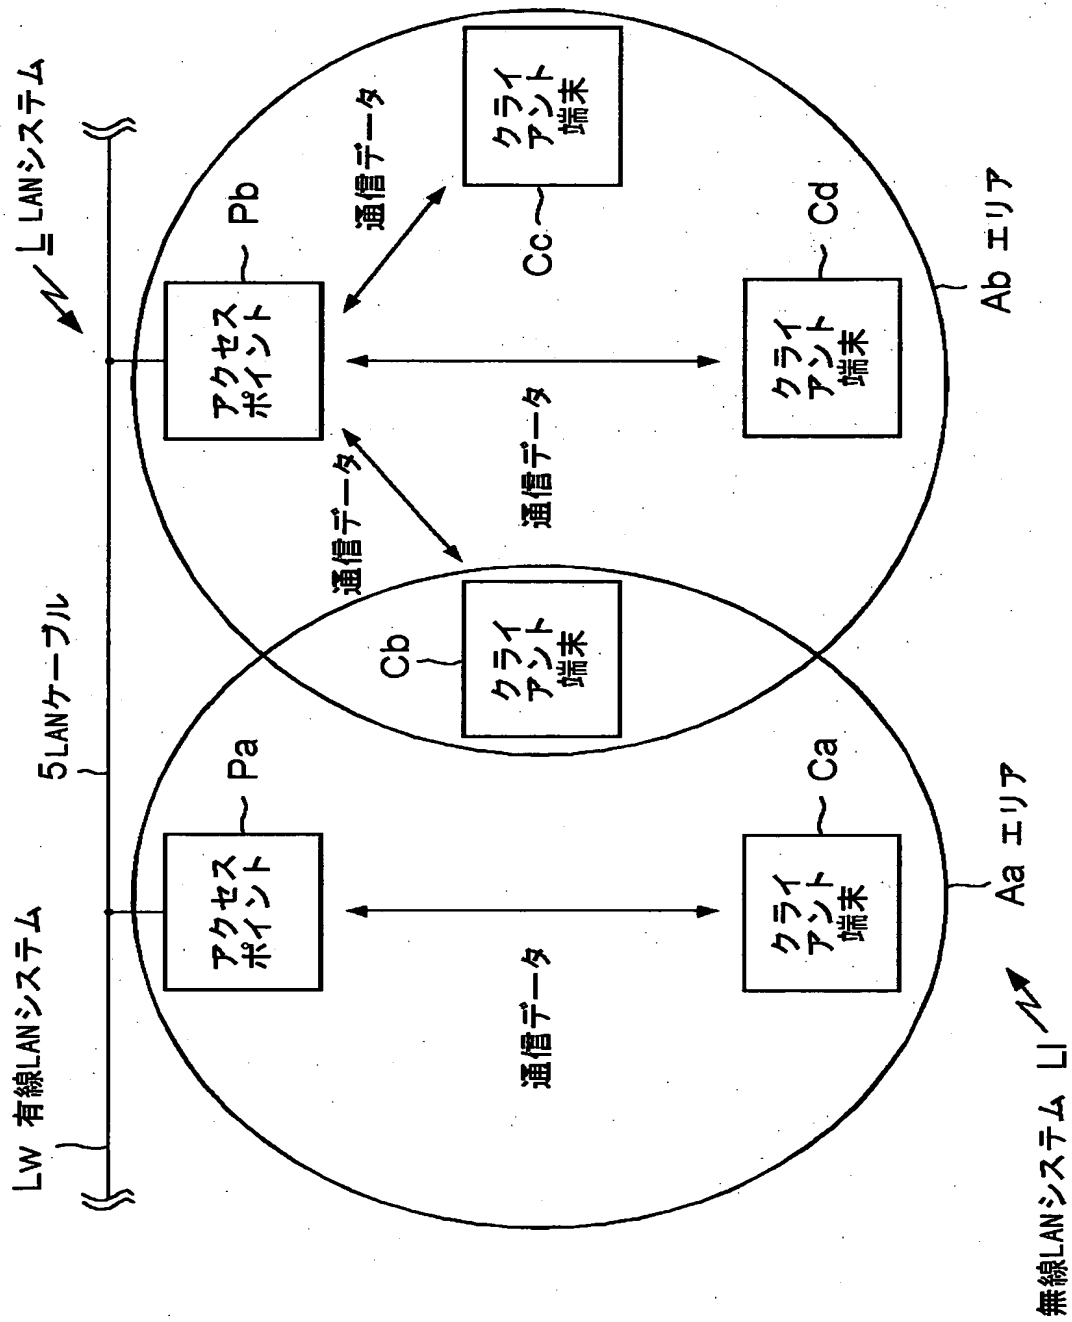 L LANシステム
Lw 有線LANシステム
5 LANケーブル
アクセス
ポイント
Pa
アクセス
ポイント
Pb
通信データ
通信データ
通信データ
通信データ
クライ
アント
端末
Cb
クライ
アント
端末
Cc
クライ
アント
端末
Ca
クライ
アント
端末
Cd
Aa エリア
Ab エリア
無線LANシステム Ll